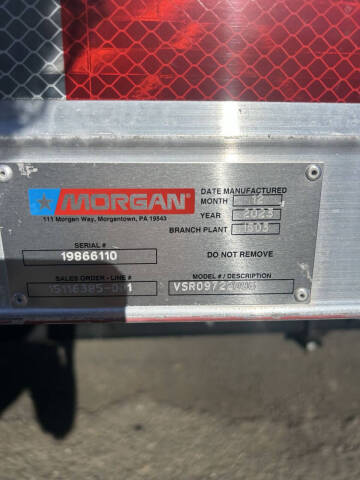 MORGAN
111 Morgan Way, Morgantown, PA 19543
DATE MANUFACTURED
MONTH 12
YEAR 2023
BRANCH PLANT 1303
SERIAL #
19866110
DO NOT REMOVE
SALES ORDER - LINE #
MODEL # / DESCRIPTION